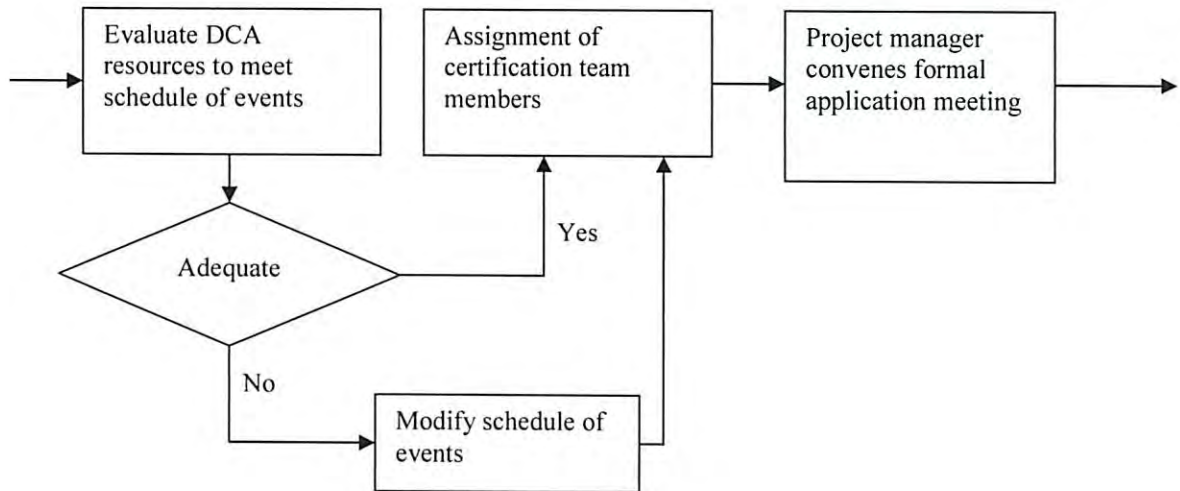 Evaluate DCA
resources to meet
schedule of events
Assignment of
certification team
members
Project manager
convenes formal
application meeting
Adequate
Yes
No
Modify schedule of
events